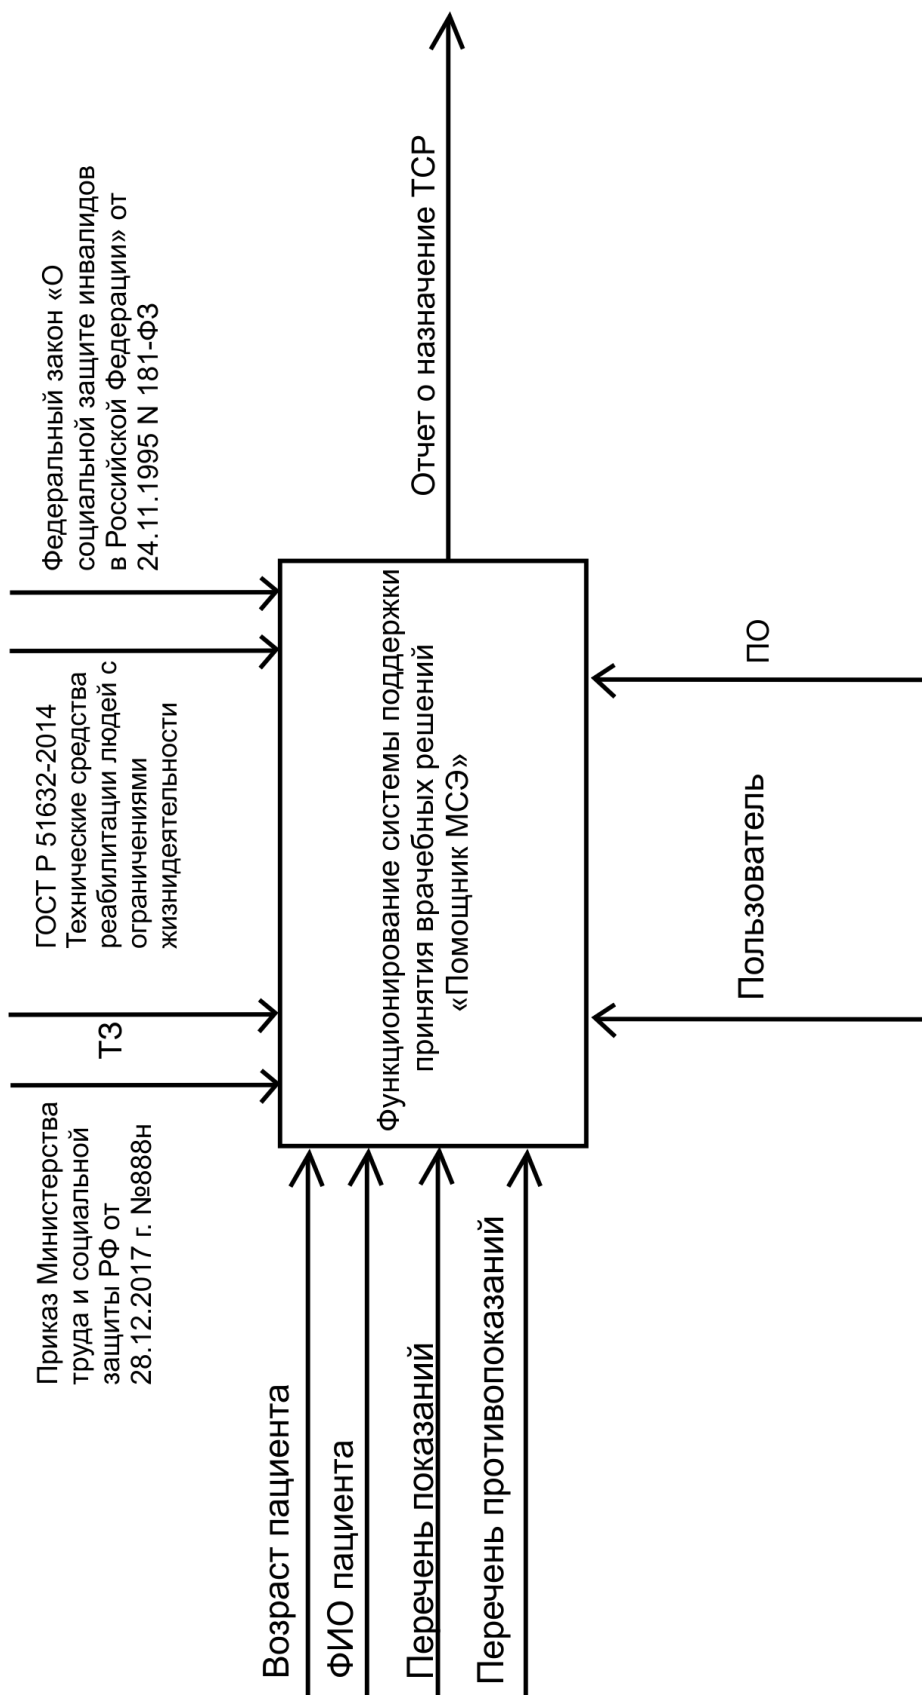 Приказ Министерства
труда и социальной
защиты РФ от
28.12.2017 г. №888н
ТЗ
ГОСТ Р 51632-2014
Технические средства
реабилитации людей с
ограничениями
жизнидеятельности
Федеральный закон «О
социальной защите инвалидов
в Российской Федерации» от
24.11.1995 N 181-ФЗ
Возраст пациента
ФИО пациента
Перечень показаний
Перечень противопоказаний
Функционирование системы поддержки
принятия врачебных решений
«Помощник МСЭ»
Отчет о назначение ТСР
Пользователь
ПО